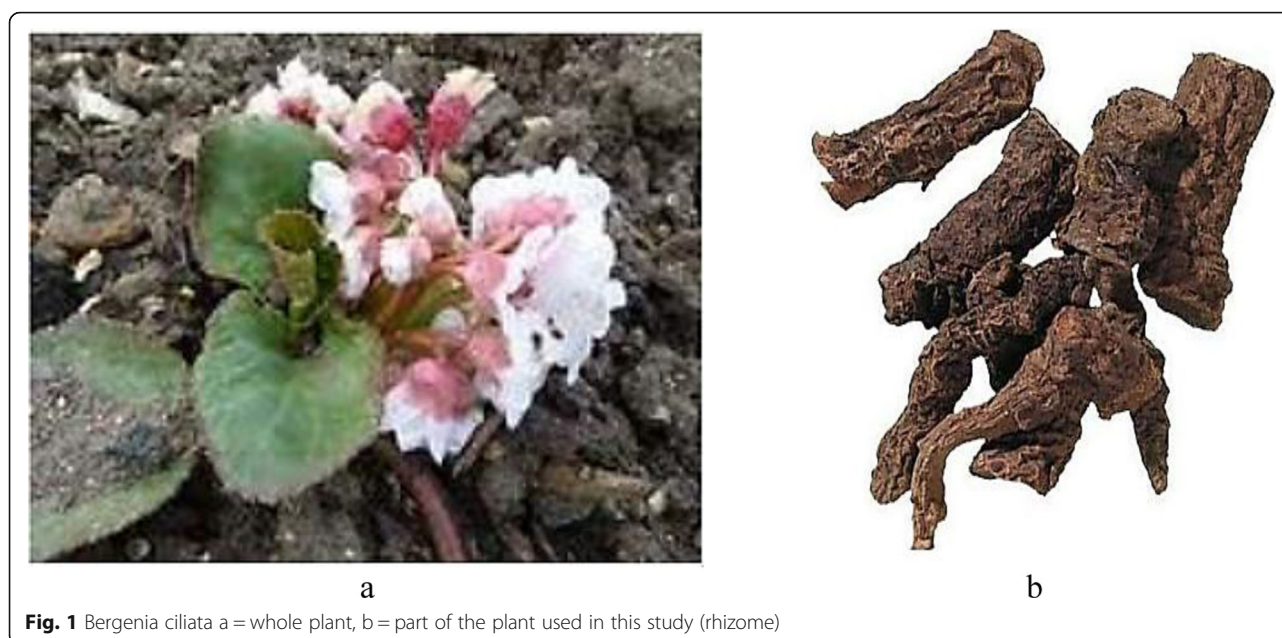 a
b
Fig. 1 Bergenia ciliata a = whole plant, b = part of the plant used in this study (rhizome)